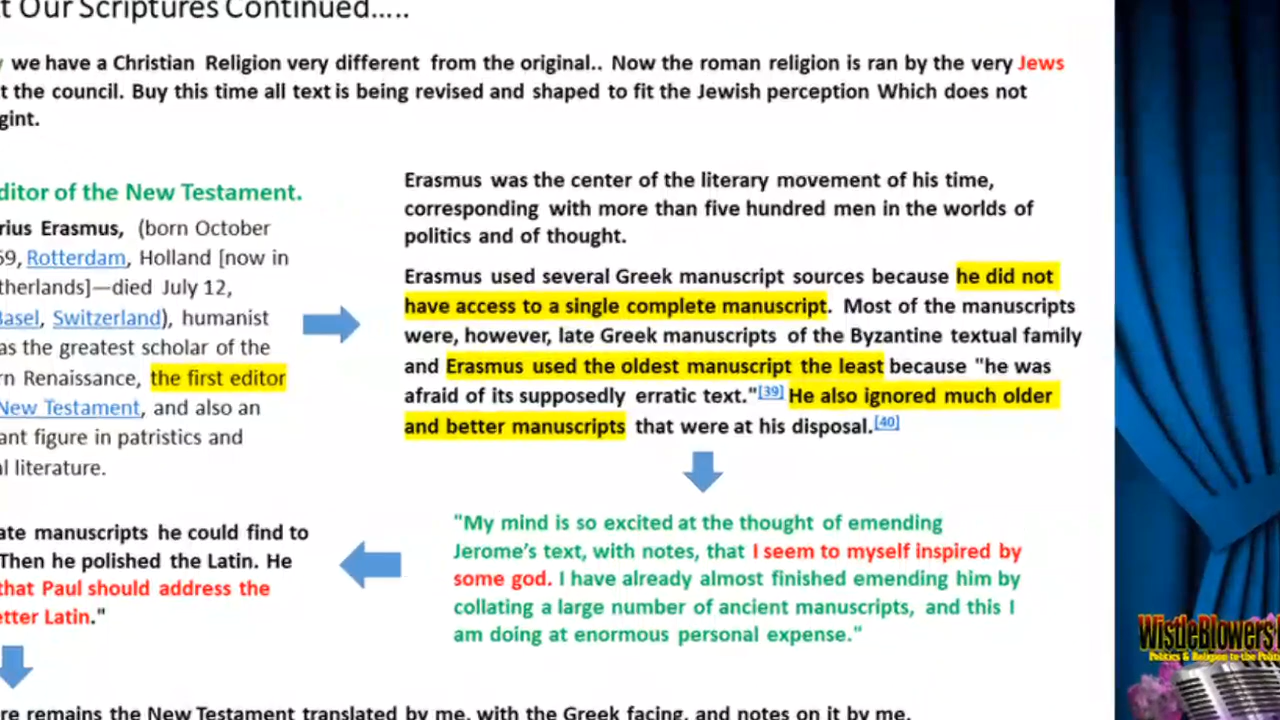 t Our Scriptures Continued.....
we have a Christian Religion very different from the original.. Now the roman religion is ran by the very Jews
t the council. Buy this time all text is being revised and shaped to fit the Jewish perception Which does not
gint.
ditor of the New Testament.
rius Erasmus, (born October
69, Rotterdam, Holland [now in
therlands]—died July 12,
Basel, Switzerland), humanist
as the greatest scholar of the
rn Renaissance, the first editor
New Testament, and also an
ant figure in patristics and
al literature.
Erasmus was the center of the literary movement of his time,
corresponding with more than five hundred men in the worlds of
politics and of thought.
Erasmus used several Greek manuscript sources because he did not
have access to a single complete manuscript. Most of the manuscripts
were, however, late Greek manuscripts of the Byzantine textual family
and Erasmus used the oldest manuscript the least because "he was
afraid of its supposedly erratic text."[39] He also ignored much older
and better manuscripts that were at his disposal.[40]
"My mind is so excited at the thought of emending
Jerome's text, with notes, that I seem to myself inspired by
some god. I have already almost finished emending him by
collating a large number of ancient manuscripts, and this I
am doing at enormous personal expense."
ate manuscripts he could find to
Then he polished the Latin. He
that Paul should address the
etter Latin."
re remains the New Testament translated by me, with the Greek facing, and notes on it by me.
WistleBlowers
Politics & Religion to the